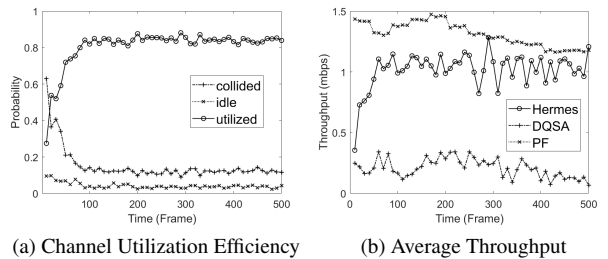 1
0.8
0.6
0.4
0.2
0
Probability
collided
idle
utilized
100 200 300 400 500
Time (Frame)
(a) Channel Utilization Efficiency
1.5
1
0.5
0
Throughput (mbps)
Hermes
DQSA
PF
0 100 200 300 400 500
Time (Frame)
(b) Average Throughput